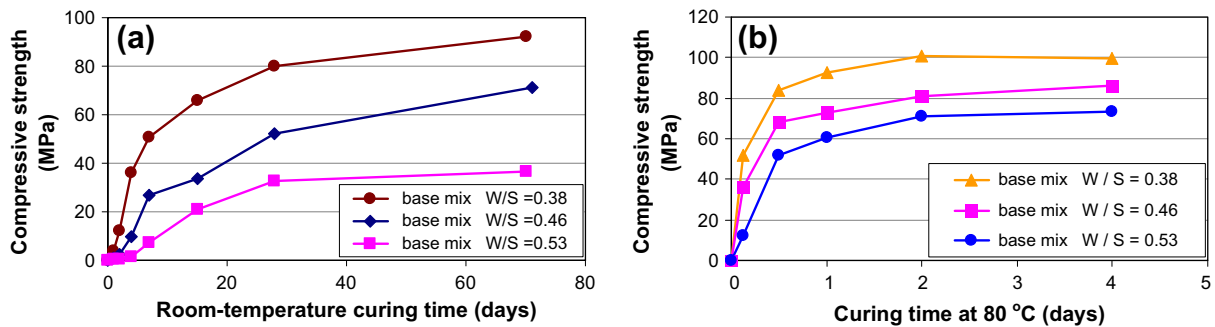 (a)
Compressive strength
(MPa)
100
80
60
40
20
0
0
20
40
60
80
base mix W/S =0.38
base mix W/S =0.46
base mix W/S =0.53
Room-temperature curing time (days)
(b)
Compressive strength
(MPa)
120
100
80
60
40
20
0
0
1
2
3
4
5
base mix W / S = 0.38
base mix W / S = 0.46
base mix W / S = 0.53
Curing time at 80 °C (days)